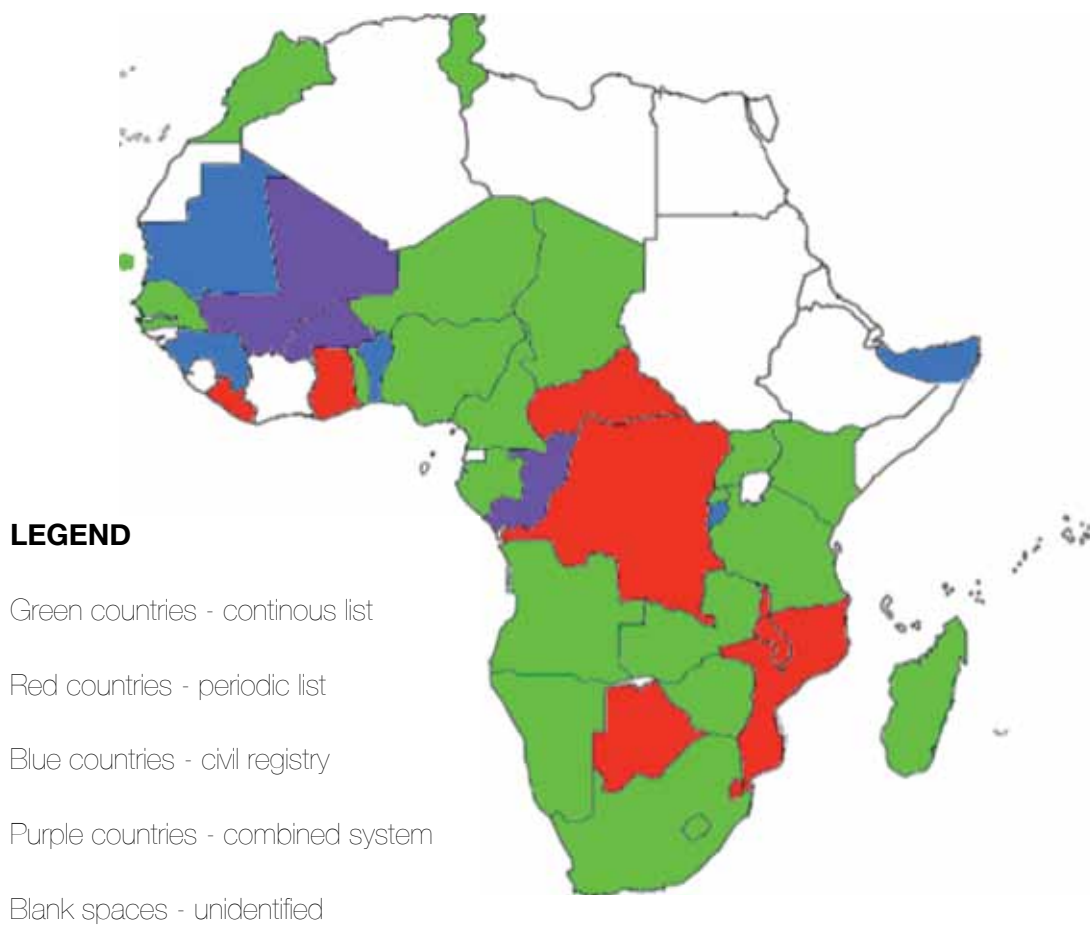 LEGEND
Green countries - continous list
Red countries - periodic list
Blue countries - civil registry
Purple countries - combined system
Blank spaces - unidentified